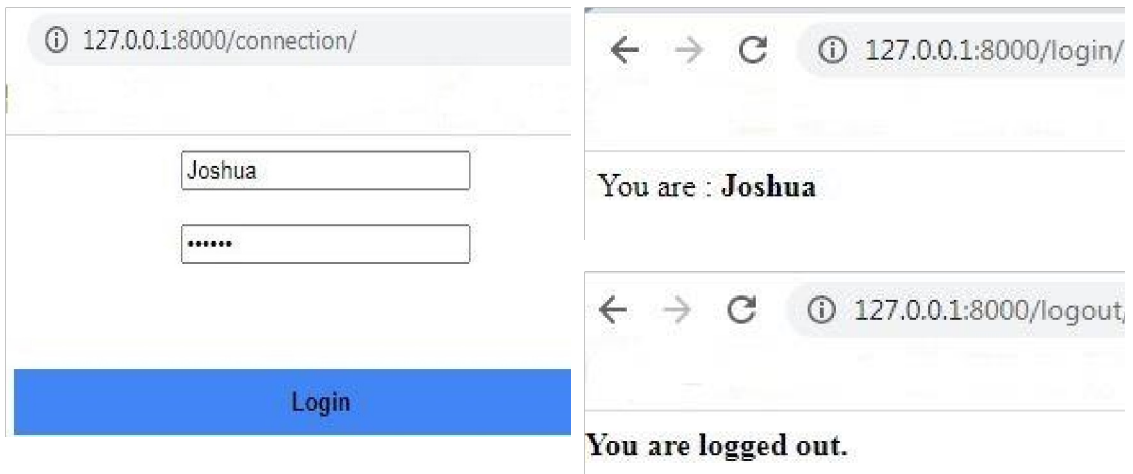 127.0.0.1:8000/connection/
Joshua
••••••
Login
127.0.0.1:8000/login/
You are : Joshua
127.0.0.1:8000/logout/
You are logged out.